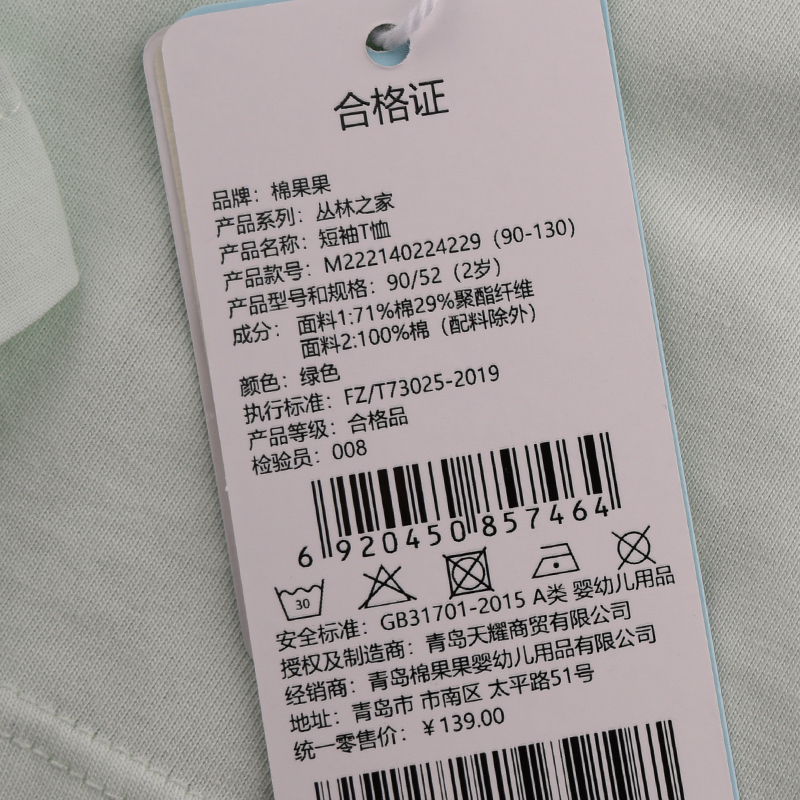 合格证
品牌：棉果果
产品系列：丛林之家
产品名称：短袖T恤
产品款号：M222140224229（90-130）
产品型号和规格：90/52（2岁）
成分：面料1:71%棉29%聚酯纤维
面料2:100%棉（配料除外）
颜色：绿色
执行标准：FZ/T73025-2019
产品等级：合格品
检验员：008
6 920450 857464
30
安全标准：GB31701-2015 A类 婴幼儿用品
授权及制造商：青岛天耀商贸有限公司
经销商：青岛棉果果婴幼儿用品有限公司
地址：青岛市 市南区 太平路51号
统一零售价：￥139.00